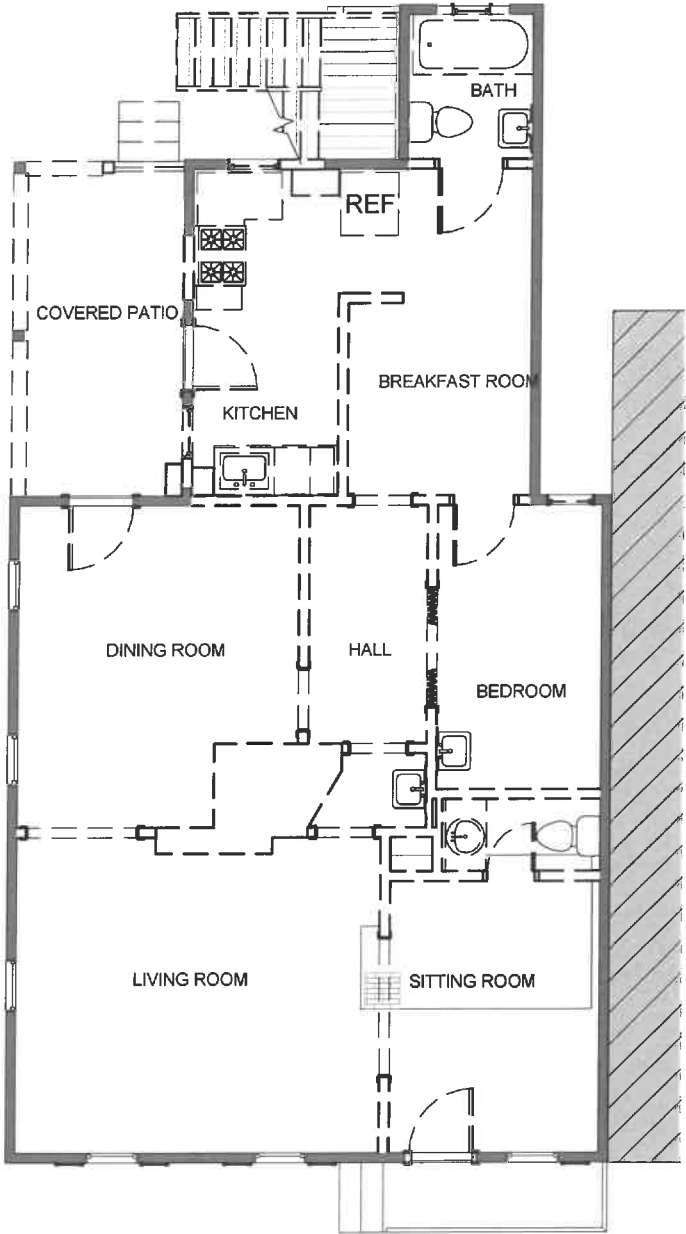 BATH
REF
COVERED PATIO
BREAKFAST ROOM
KITCHEN
DINING ROOM
HALL
BEDROOM
LIVING ROOM
SITTING ROOM